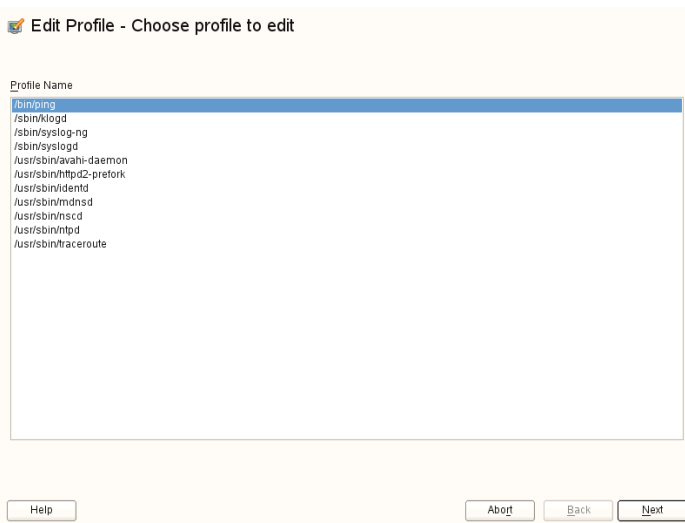 Edit Profile - Choose profile to edit
Profile Name
/bin/ping
/sbin/klogd
/sbin/syslog-ng
/sbin/syslogd
/usr/sbin/avahi-daemon
/usr/sbin/httpd2-prefork
/usr/sbin/identd
/usr/sbin/mdnsd
/usr/sbin/nscd
/usr/sbin/ntpd
/usr/sbin/traceroute
Help Abort Back Next